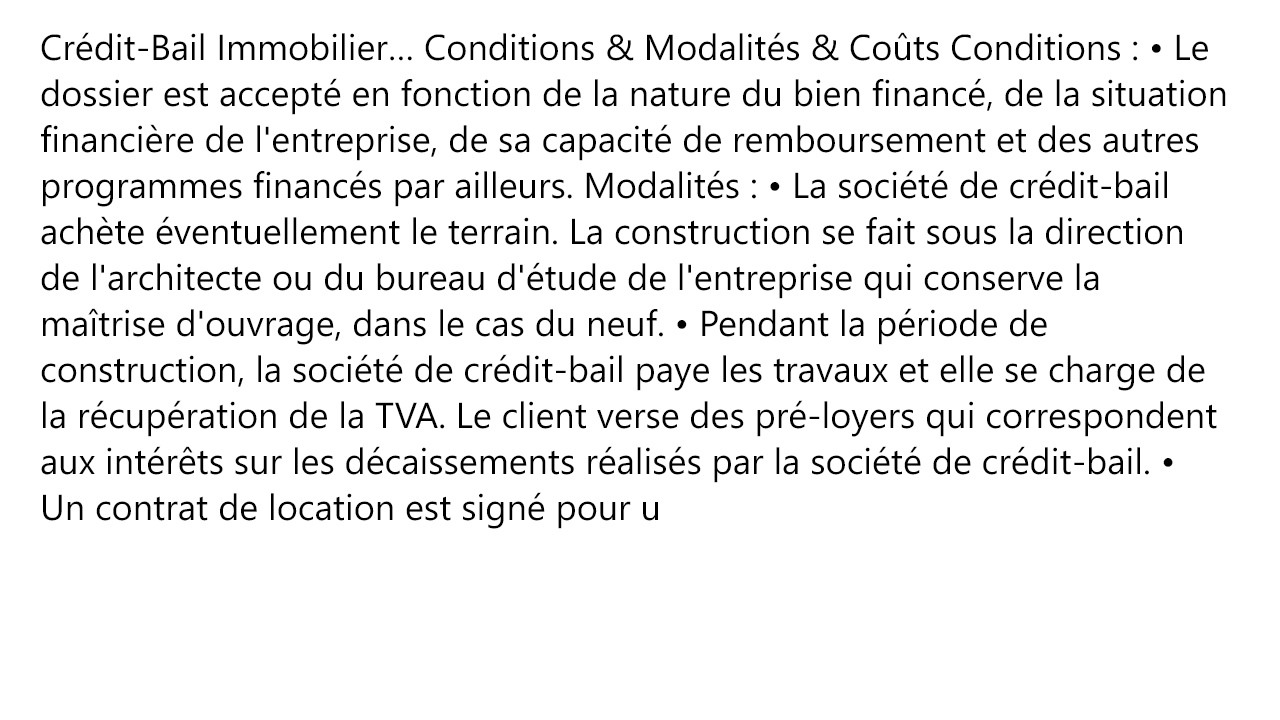 Crédit-Bail Immobilier… Conditions & Modalités & Coûts Conditions : • Le
dossier est accepté en fonction de la nature du bien financé, de la situation
financière de l'entreprise, de sa capacité de remboursement et des autres
programmes financés par ailleurs. Modalités : • La société de crédit-bail
achète éventuellement le terrain. La construction se fait sous la direction
de l'architecte ou du bureau d'étude de l'entreprise qui conserve la
maîtrise d'ouvrage, dans le cas du neuf. • Pendant la période de
construction, la société de crédit-bail paye les travaux et elle se charge de
la récupération de la TVA. Le client verse des pré-loyers qui correspondent
aux intérêts sur les décaissements réalisés par la société de crédit-bail. •
Un contrat de location est signé pour u